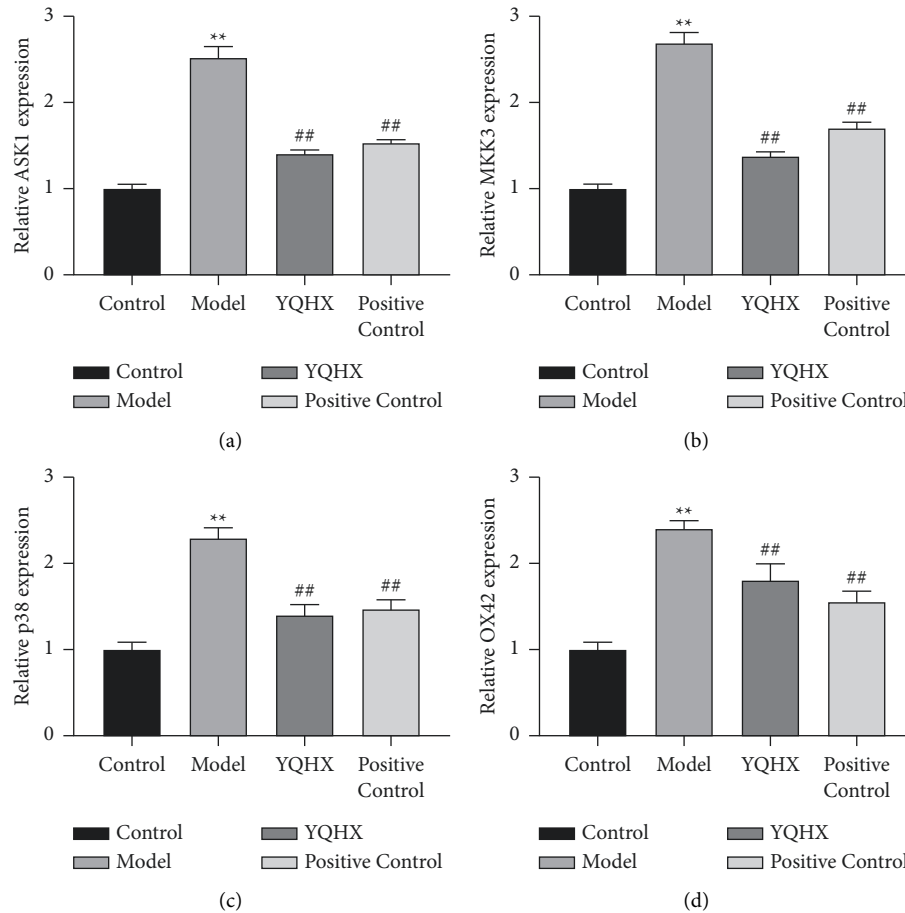 Relative ASK1 expression
3
2
1
0
**
##
##
Control
Model
YQHX
Positive
Control
Control
YQHX
Model
Positive Control
(a)
Relative MKK3 expression
3
2
1
0
**
##
##
Control
Model
YQHX
Positive
Control
Control
YQHX
Model
Positive Control
(b)
Relative p38 expression
3
2
1
0
**
##
##
Control
Model
YQHX
Positive
Control
Control
YQHX
Model
Positive Control
(c)
Relative OX42 expression
3
2
1
0
**
##
##
Control
Model
YQHX
Positive
Control
Control
YQHX
Model
Positive Control
(d)